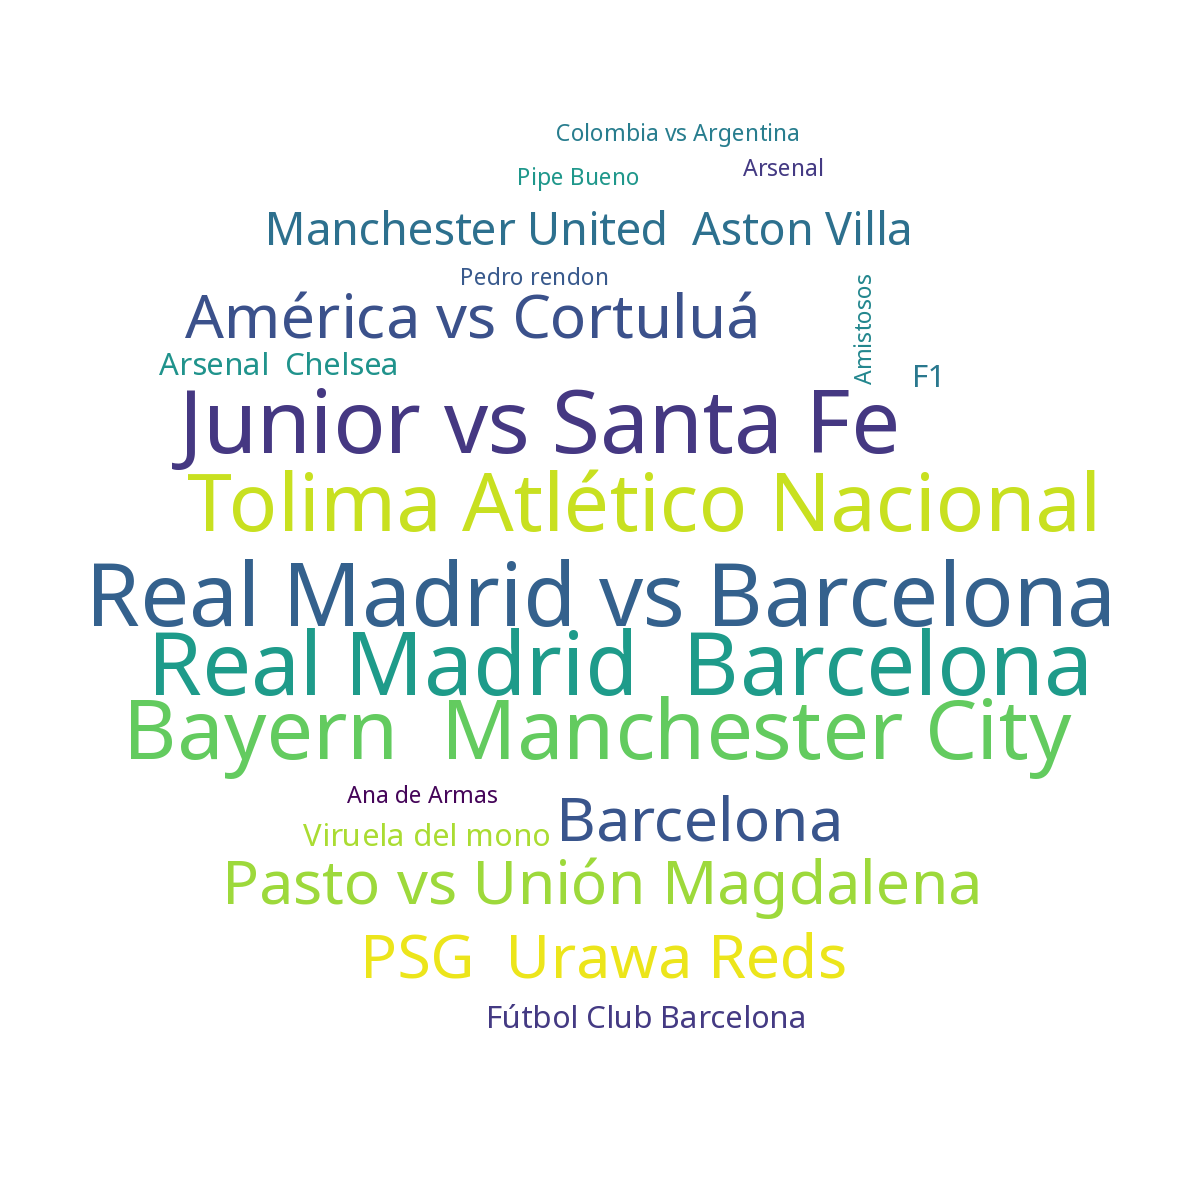 Colombia vs Argentina
Arsenal
Pipe Bueno
Manchester United  Aston Villa
Pedro rendon
Amistosos
América vs Cortuluá
Arsenal  Chelsea
F1
Junior vs Santa Fe
Tolima Atlético Nacional
Real Madrid vs Barcelona
Real Madrid  Barcelona
Bayern  Manchester City
Ana de Armas
Barcelona
Viruela del mono
Pasto vs Unión Magdalena
PSG  Urawa Reds
Fútbol Club Barcelona